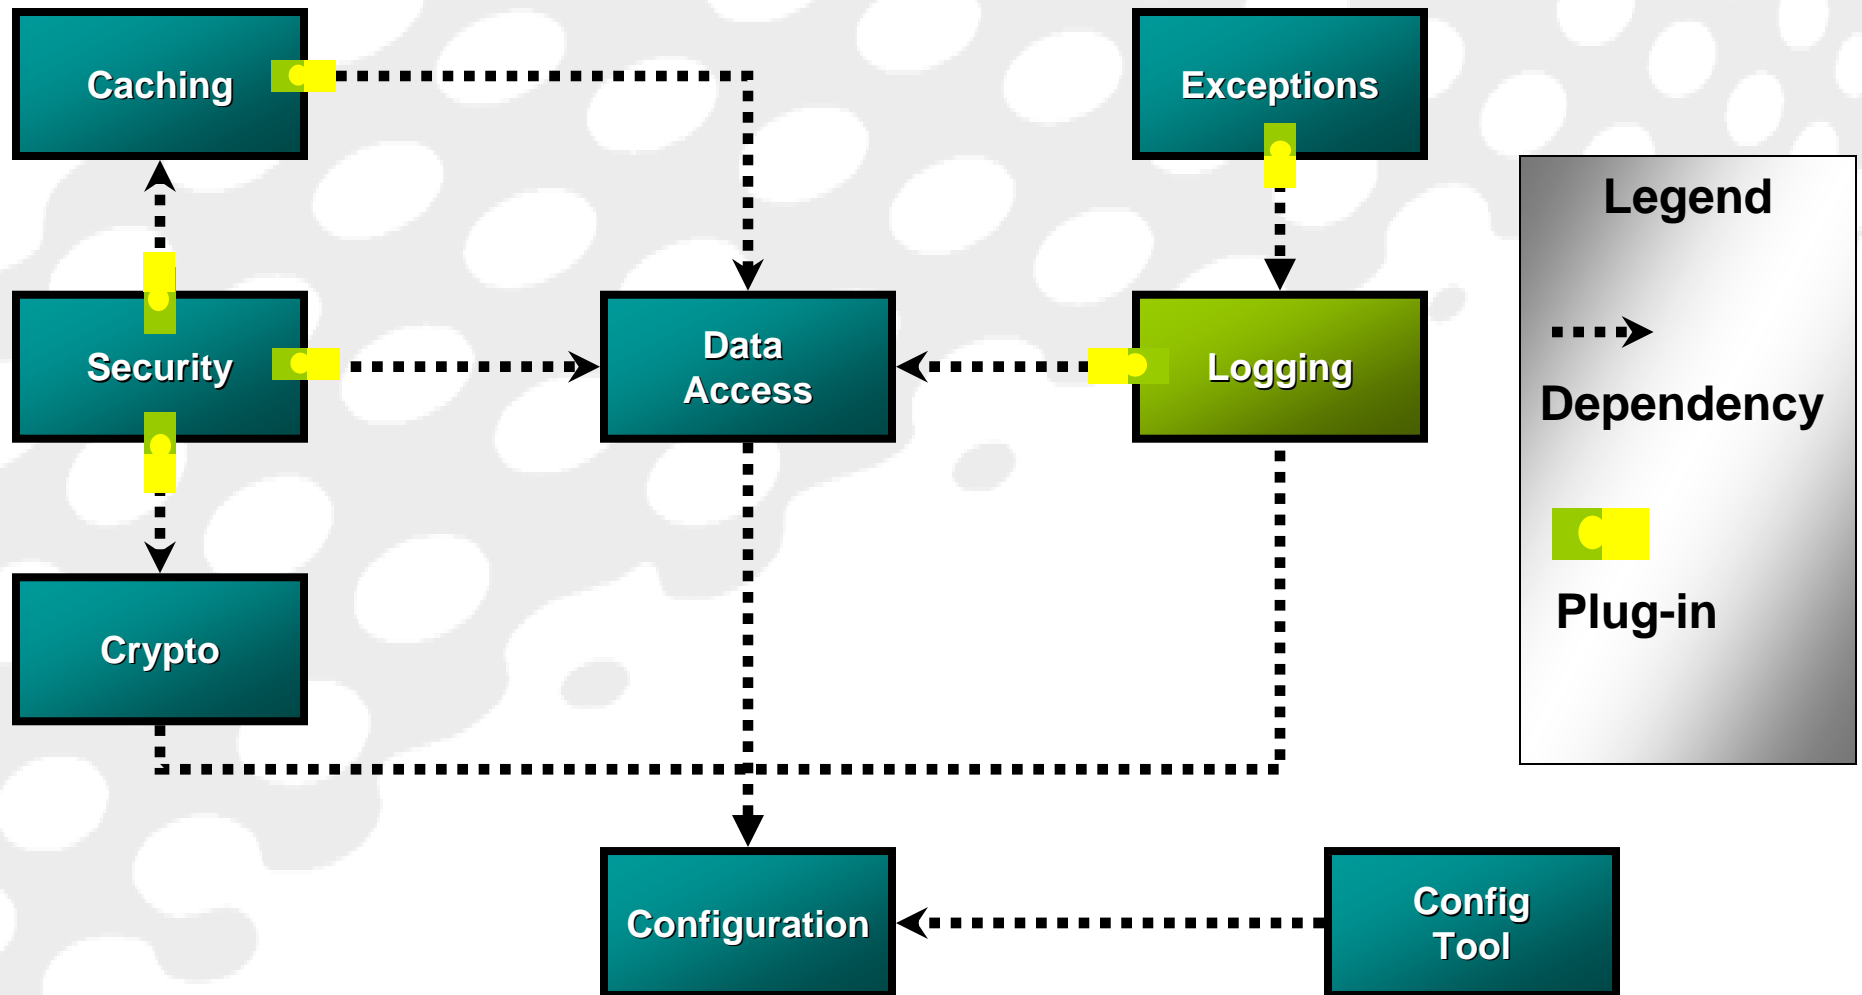 Caching
Exceptions
Legend
Security
Data
Access
Logging
Dependency
Plug-in
Crypto
Configuration
Config
Tool